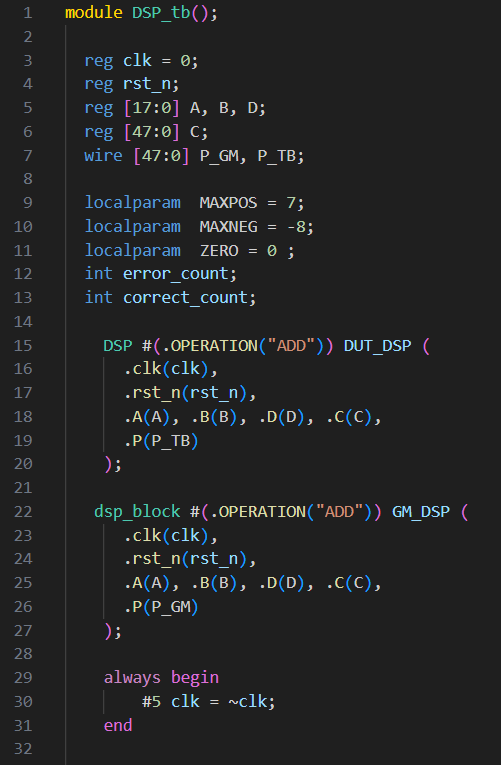 1 module DSP_tb();
2
3 reg clk = 0;
4 reg rst_n;
5 reg [17:0] A, B, D;
6 reg [47:0] C;
7 wire [47:0] P_GM, P_TB;
8
9 localparam  MAXPOS = 7;
10 localparam  MAXNEG = -8;
11 localparam  ZERO = 0 ;
12 int error_count;
13 int correct_count;
14
15 DSP #(.OPERATION("ADD")) DUT_DSP (
16 .clk(clk),
17 .rst_n(rst_n),
18 .A(A), .B(B), .D(D), .C(C),
19 .P(P_TB)
20 );
21
22 dsp_block #(.OPERATION("ADD")) GM_DSP (
23 .clk(clk),
24 .rst_n(rst_n),
25 .A(A), .B(B), .D(D), .C(C),
26 .P(P_GM)
27 );
28
29 always begin
30 #5 clk = ~clk;
31 end
32